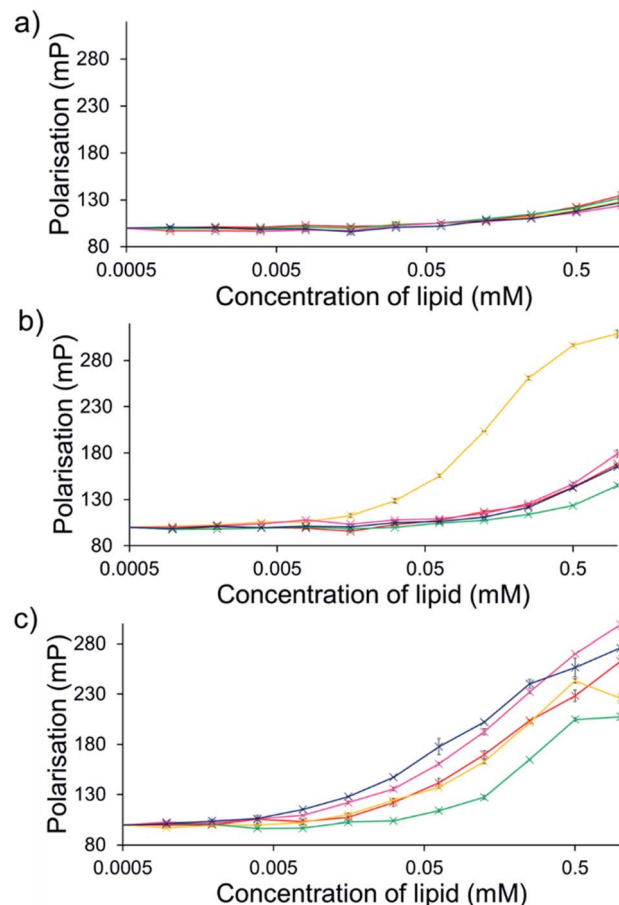 a)
Polarisation (mP)
280
230
180
130
80
0.0005 0.005 0.05 0.5
Concentration of lipid (mM)
b)
Polarisation (mP)
280
230
180
130
80
0.0005 0.005 0.05 0.5
Concentration of lipid (mM)
c)
Polarisation (mP)
280
230
180
130
80
0.0005 0.005 0.05 0.5
Concentration of lipid (mM)